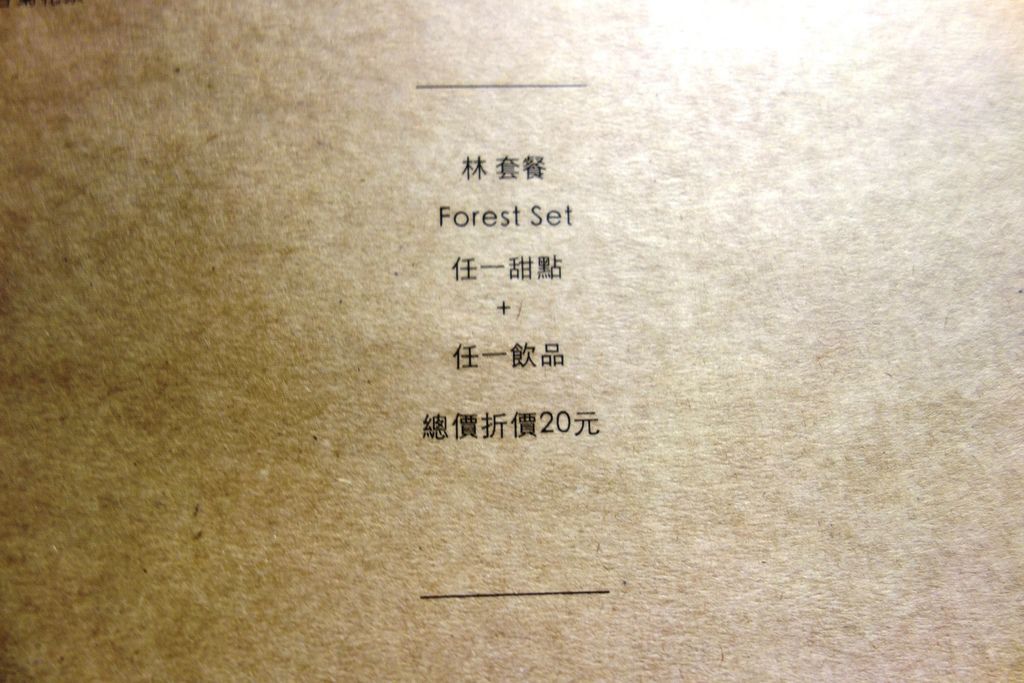 林 套餐
Forest Set
任一甜點
+
任一飲品
總價折價20元